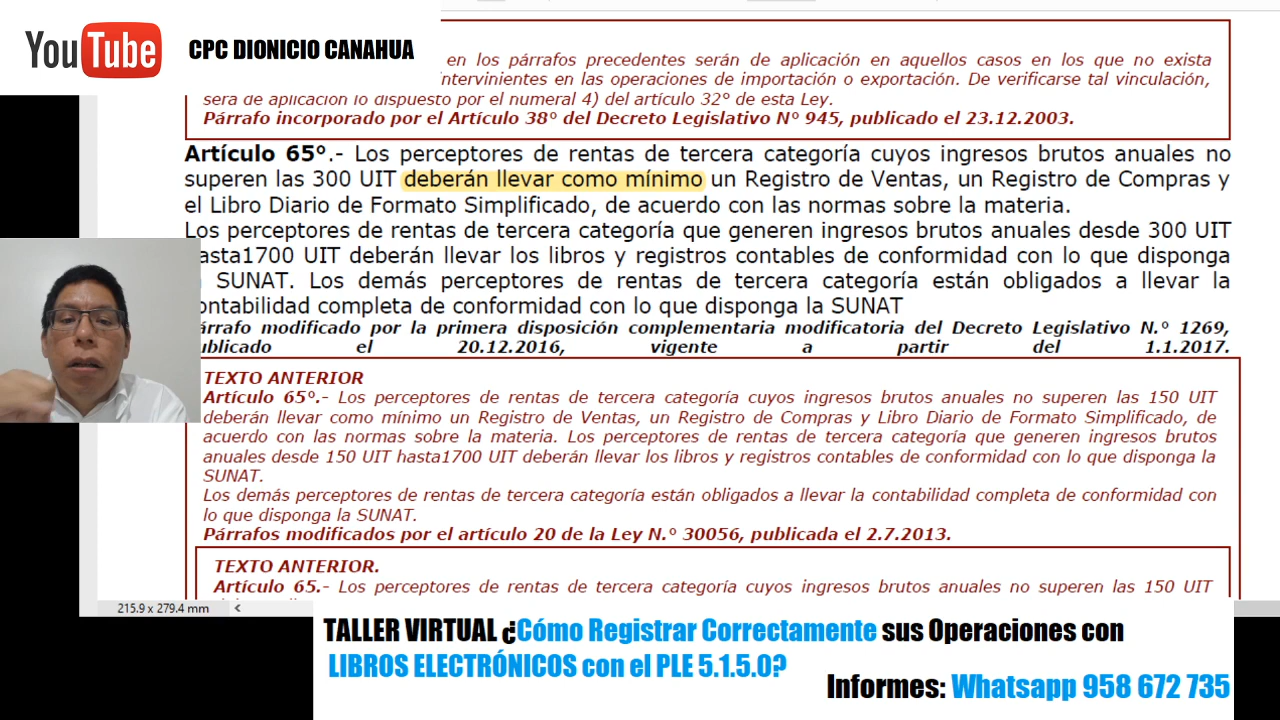 YouTube CPC DIONICIO CANAHUA
en los párrafos precedentes serán de aplicación en aquellos casos en los que no exista
intervinientes en las operaciones de importación o exportación. De verificarse tal vinculación,
será de aplicación lo dispuesto por el numeral 4) del artículo 32° de esta Ley.
Párrafo incorporado por el Artículo 38° del Decreto Legislativo N° 945, publicado el 23.12.2003.
Artículo 65°.- Los perceptores de rentas de tercera categoría cuyos ingresos brutos anuales no
superen las 300 UIT deberán llevar como mínimo un Registro de Ventas, un Registro de Compras y
el Libro Diario de Formato Simplificado, de acuerdo con las normas sobre la materia.
Los perceptores de rentas de tercera categoría que generen ingresos brutos anuales desde 300 UIT
hasta1700 UIT deberán llevar los libros y registros contables de conformidad con lo que disponga
SUNAT. Los demás perceptores de rentas de tercera categoría están obligados a llevar la
ontabilidad completa de conformidad con lo que disponga la SUNAT
árrafo modificado por la primera disposición complementaria modificatoria del Decreto Legislativo N.° 1269,
ublicado el 20.12.2016, vigente a partir del 1.1.2017.
TEXTO ANTERIOR
Artículo 65°.- Los perceptores de rentas de tercera categoría cuyos ingresos brutos anuales no superen las 150 UIT
deberán llevar como mínimo un Registro de Ventas, un Registro de Compras y Libro Diario de Formato Simplificado, de
acuerdo con las normas sobre la materia. Los perceptores de rentas de tercera categoría que generen ingresos brutos
anuales desde 150 UIT hasta1700 UIT deberán llevar los libros y registros contables de conformidad con lo que disponga la
SUNAT.
Los demás perceptores de rentas de tercera categoría están obligados a llevar la contabilidad completa de conformidad con
lo que disponga la SUNAT.
Párrafos modificados por el artículo 20 de la Ley N.° 30056, publicada el 2.7.2013.
TEXTO ANTERIOR.
Artículo 65.- Los perceptores de rentas de tercera categoría cuyos ingresos brutos anuales no superen las 150 UIT
215.9 x 279.4 mm
TALLER VIRTUAL ¿Cómo Registrar Correctamente sus Operaciones con
LIBROS ELECTRÓNICOS con el PLE 5.1.5.0?
Informes: Whatsapp 958 672 735